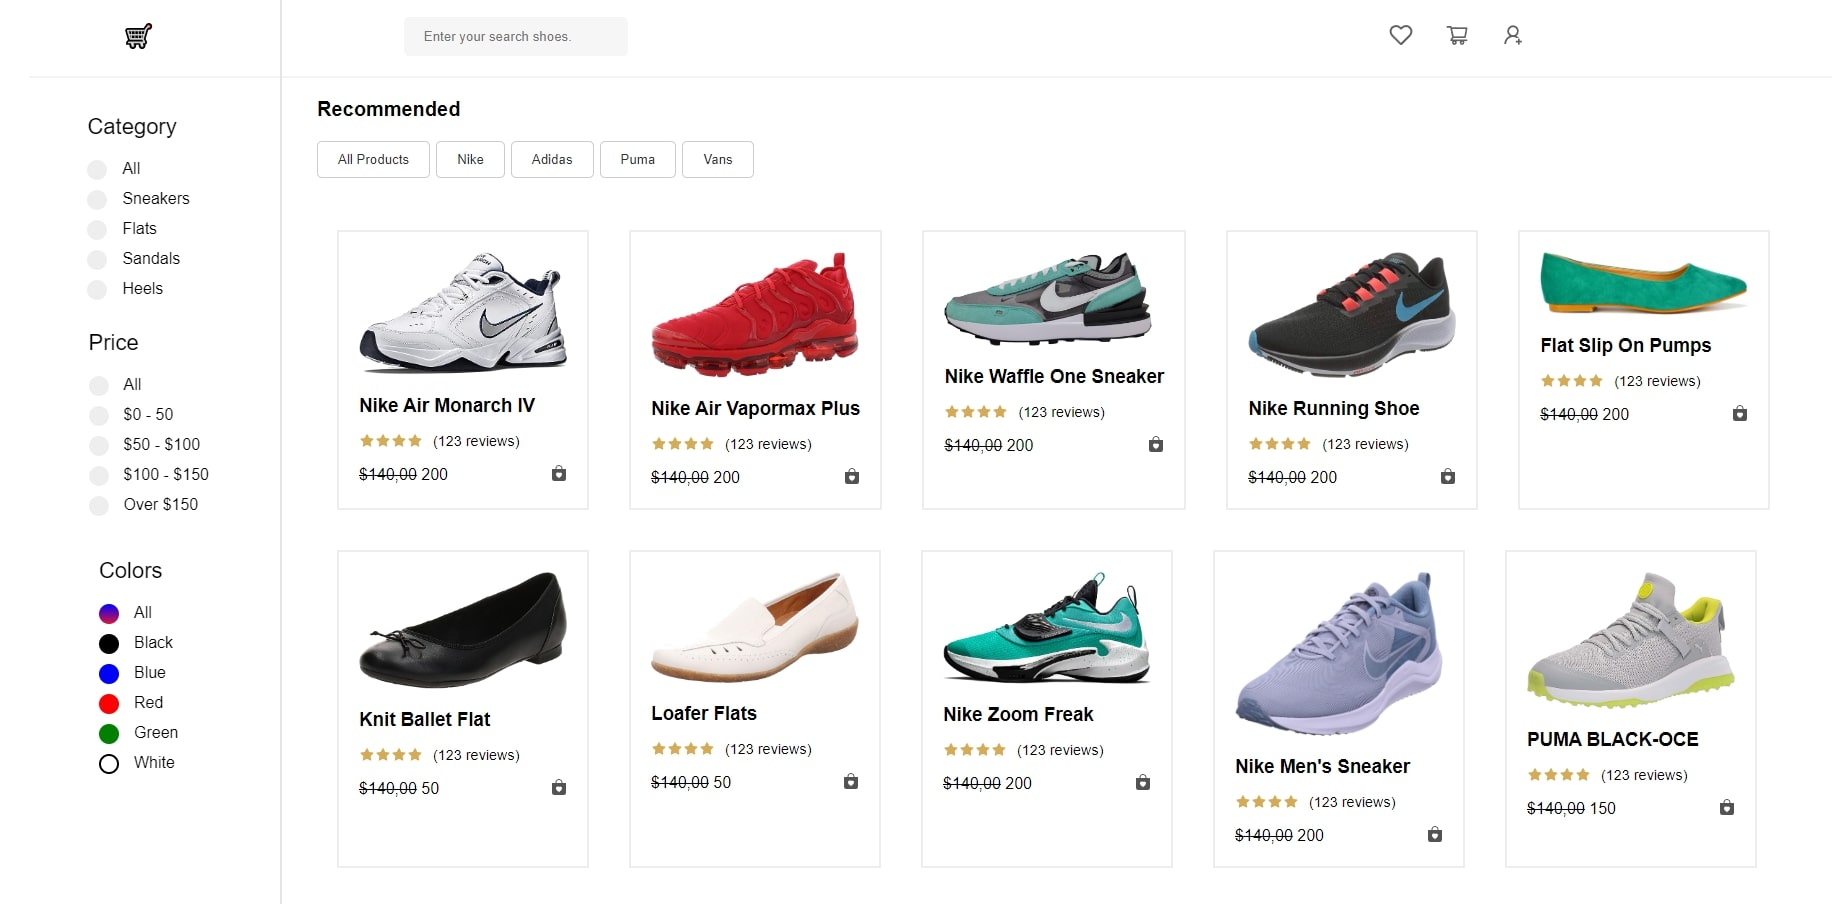 Enter your search shoes.
Category
All
Sneakers
Flats
Sandals
Heels
Price
All
$0 - 50
$50 - $100
$100 - $150
Over $150
Colors
All
Black
Blue
Red
Green
White
Recommended
All Products
Nike
Adidas
Puma
Vans
Nike Air Monarch IV
(123 reviews)
$140,00 200
Nike Air Vapormax Plus
(123 reviews)
$140,00 200
Nike Waffle One Sneaker
(123 reviews)
$140,00 200
Nike Running Shoe
(123 reviews)
$140,00 200
Flat Slip On Pumps
(123 reviews)
$140,00 200
Knit Ballet Flat
(123 reviews)
$140,00 50
Loafer Flats
(123 reviews)
$140,00 50
Nike Zoom Freak
(123 reviews)
$140,00 200
Nike Men's Sneaker
(123 reviews)
$140,00 200
PUMA BLACK-OCE
(123 reviews)
$140,00 150